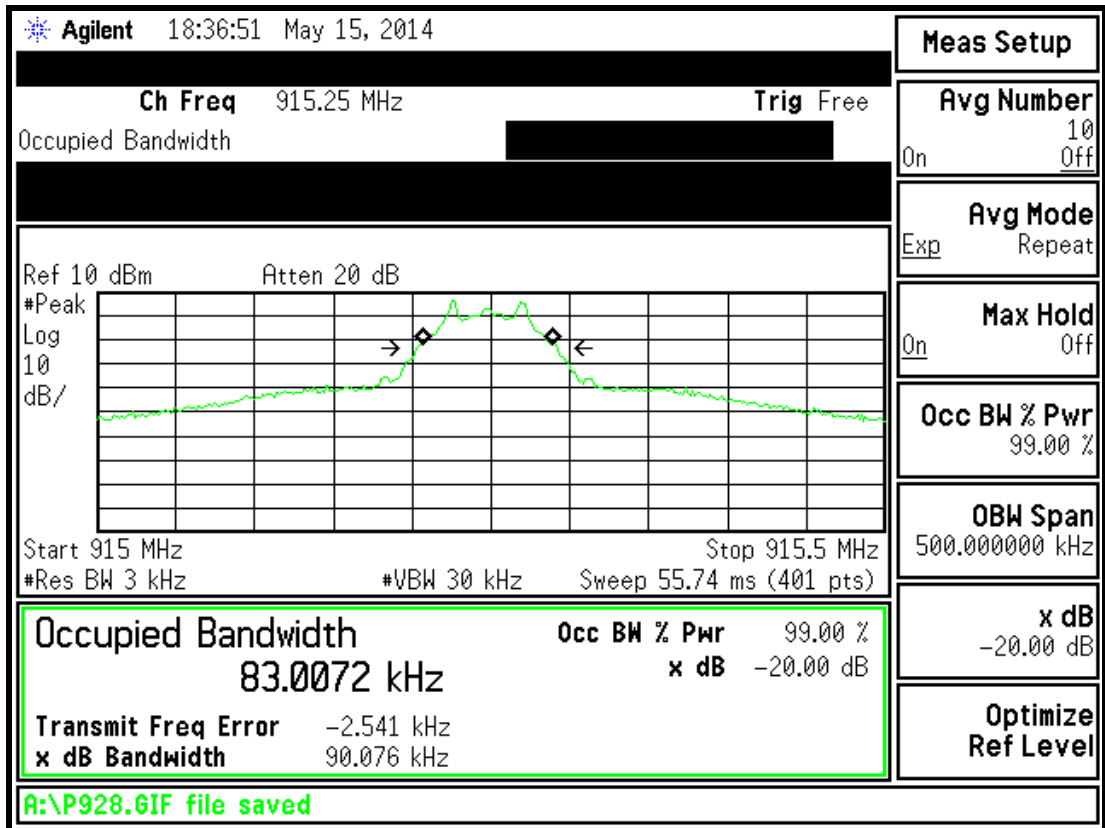 Agilent 18:36:51 May 15, 2014
Meas Setup
Ch Freq 915.25 MHz Trig Free
Occupied Bandwidth
Avg Number
10
On Off
Avg Mode
Exp Repeat
Max Hold
On Off
Occ BW % Pwr
99.00 %
OBW Span
500.000000 kHz
x dB
-20.00 dB
Optimize
Ref Level
Ref 10 dBm Atten 20 dB
#Peak
Log
10
dB/
Start 915 MHz Stop 915.5 MHz
#Res BW 3 kHz #VBW 30 kHz Sweep 55.74 ms (401 pts)
Occupied Bandwidth Occ BW % Pwr 99.00 %
83.0072 kHz x dB -20.00 dB
Transmit Freq Error -2.541 kHz
x dB Bandwidth 90.076 kHz
A:\P928.GIF file saved